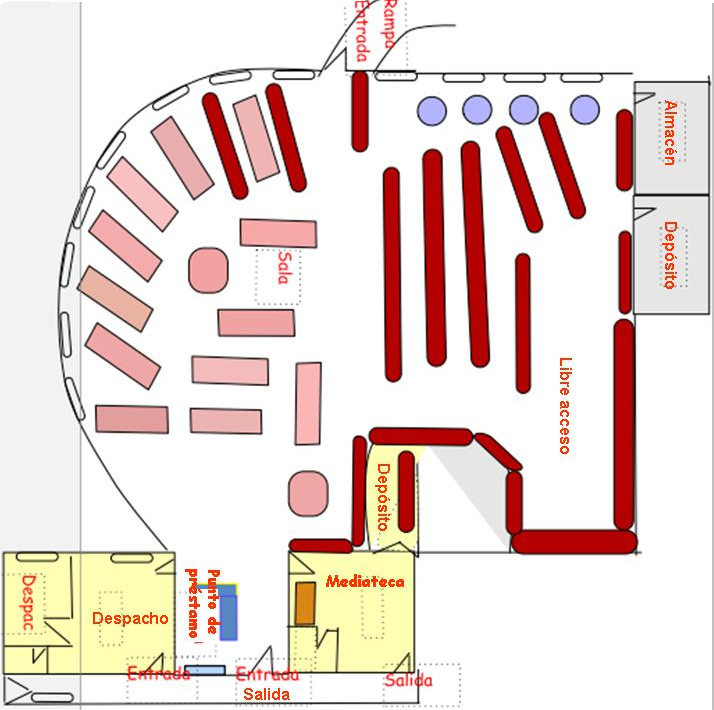 Entrada
Rampa
Almacén
Sala
Depósito
Libre acceso
Depósito
Despac
Despacho
Punto de
préstamo
Mediateca
Entrada
Entrada
Salida
Salida